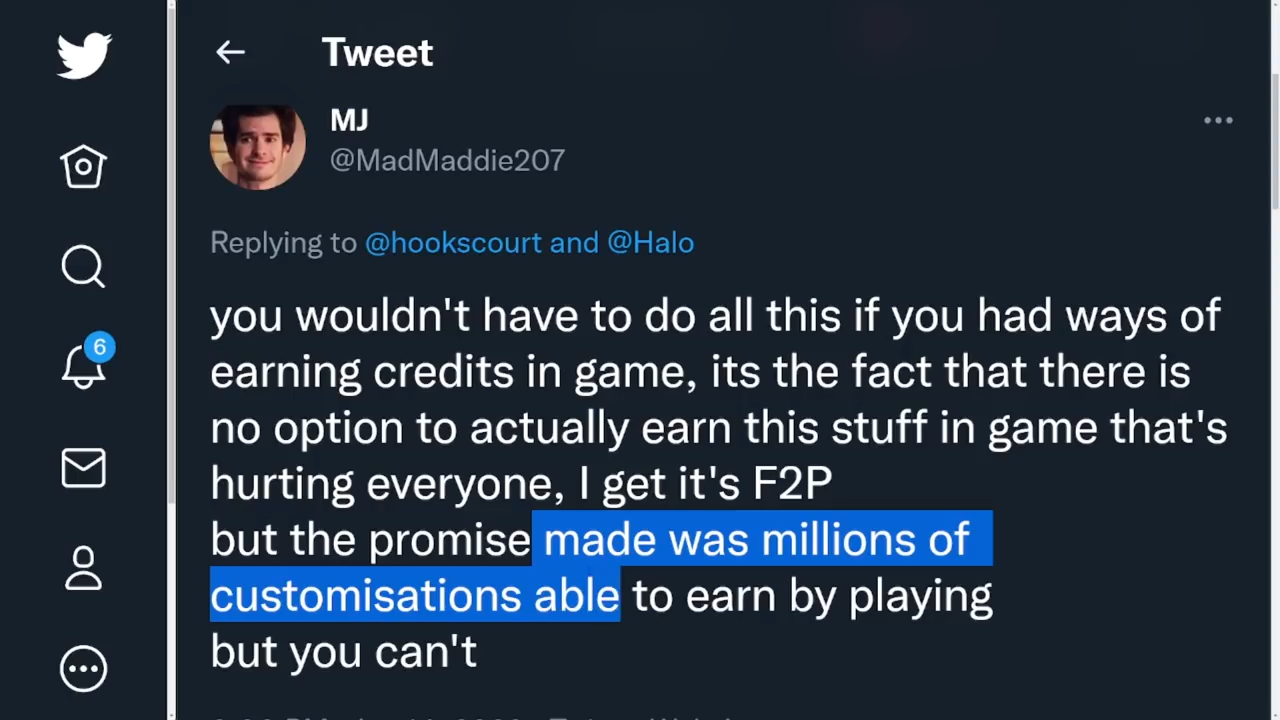 Tweet
MJ
@MadMaddie207
Replying to @hookscourt and @Halo
you wouldn't have to do all this if you had ways of
earning credits in game, its the fact that there is
no option to actually earn this stuff in game that's
hurting everyone, I get it's F2P
but the promise made was millions of
customisations able to earn by playing
but you can't
6